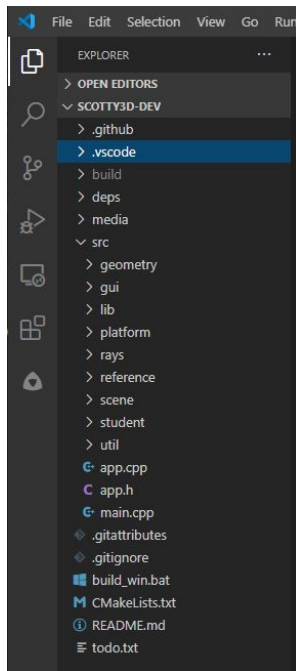 File Edit Selection View Go Run
EXPLORER ...
OPEN EDITORS
SCOTTY3D-DEV
.github
.vscode
build
deps
media
src
geometry
gui
lib
platform
rays
reference
scene
student
util
app.cpp
C app.h
main.cpp
.gitattributes
.gitignore
build_win.bat
CMakeLists.txt
README.md
todo.txt